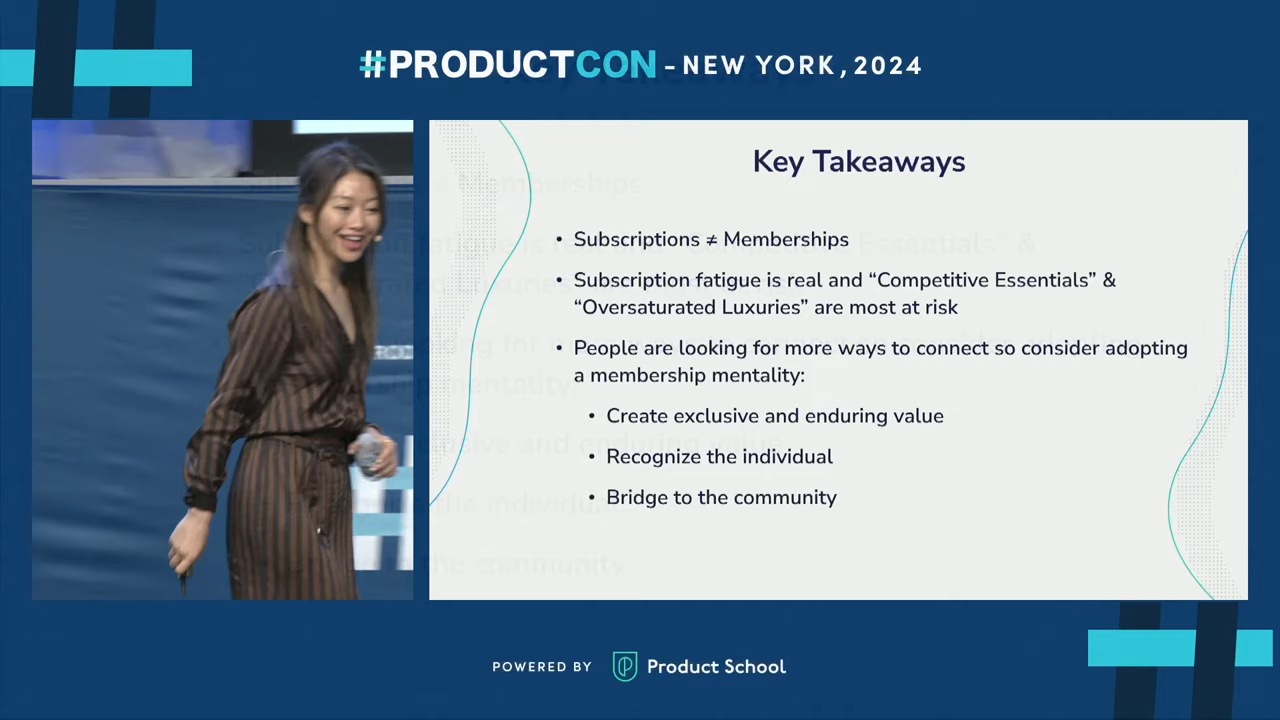 #PRODUCTCON - NEW YORK, 2024
Key Takeaways
• Subscriptions ≠ Memberships
• Subscription fatigue is real and “Competitive Essentials” &
“Oversaturated Luxuries” are most at risk
• People are looking for more ways to connect so consider adopting
a membership mentality:
• Create exclusive and enduring value
• Recognize the individual
• Bridge to the community
POWERED BY Product School